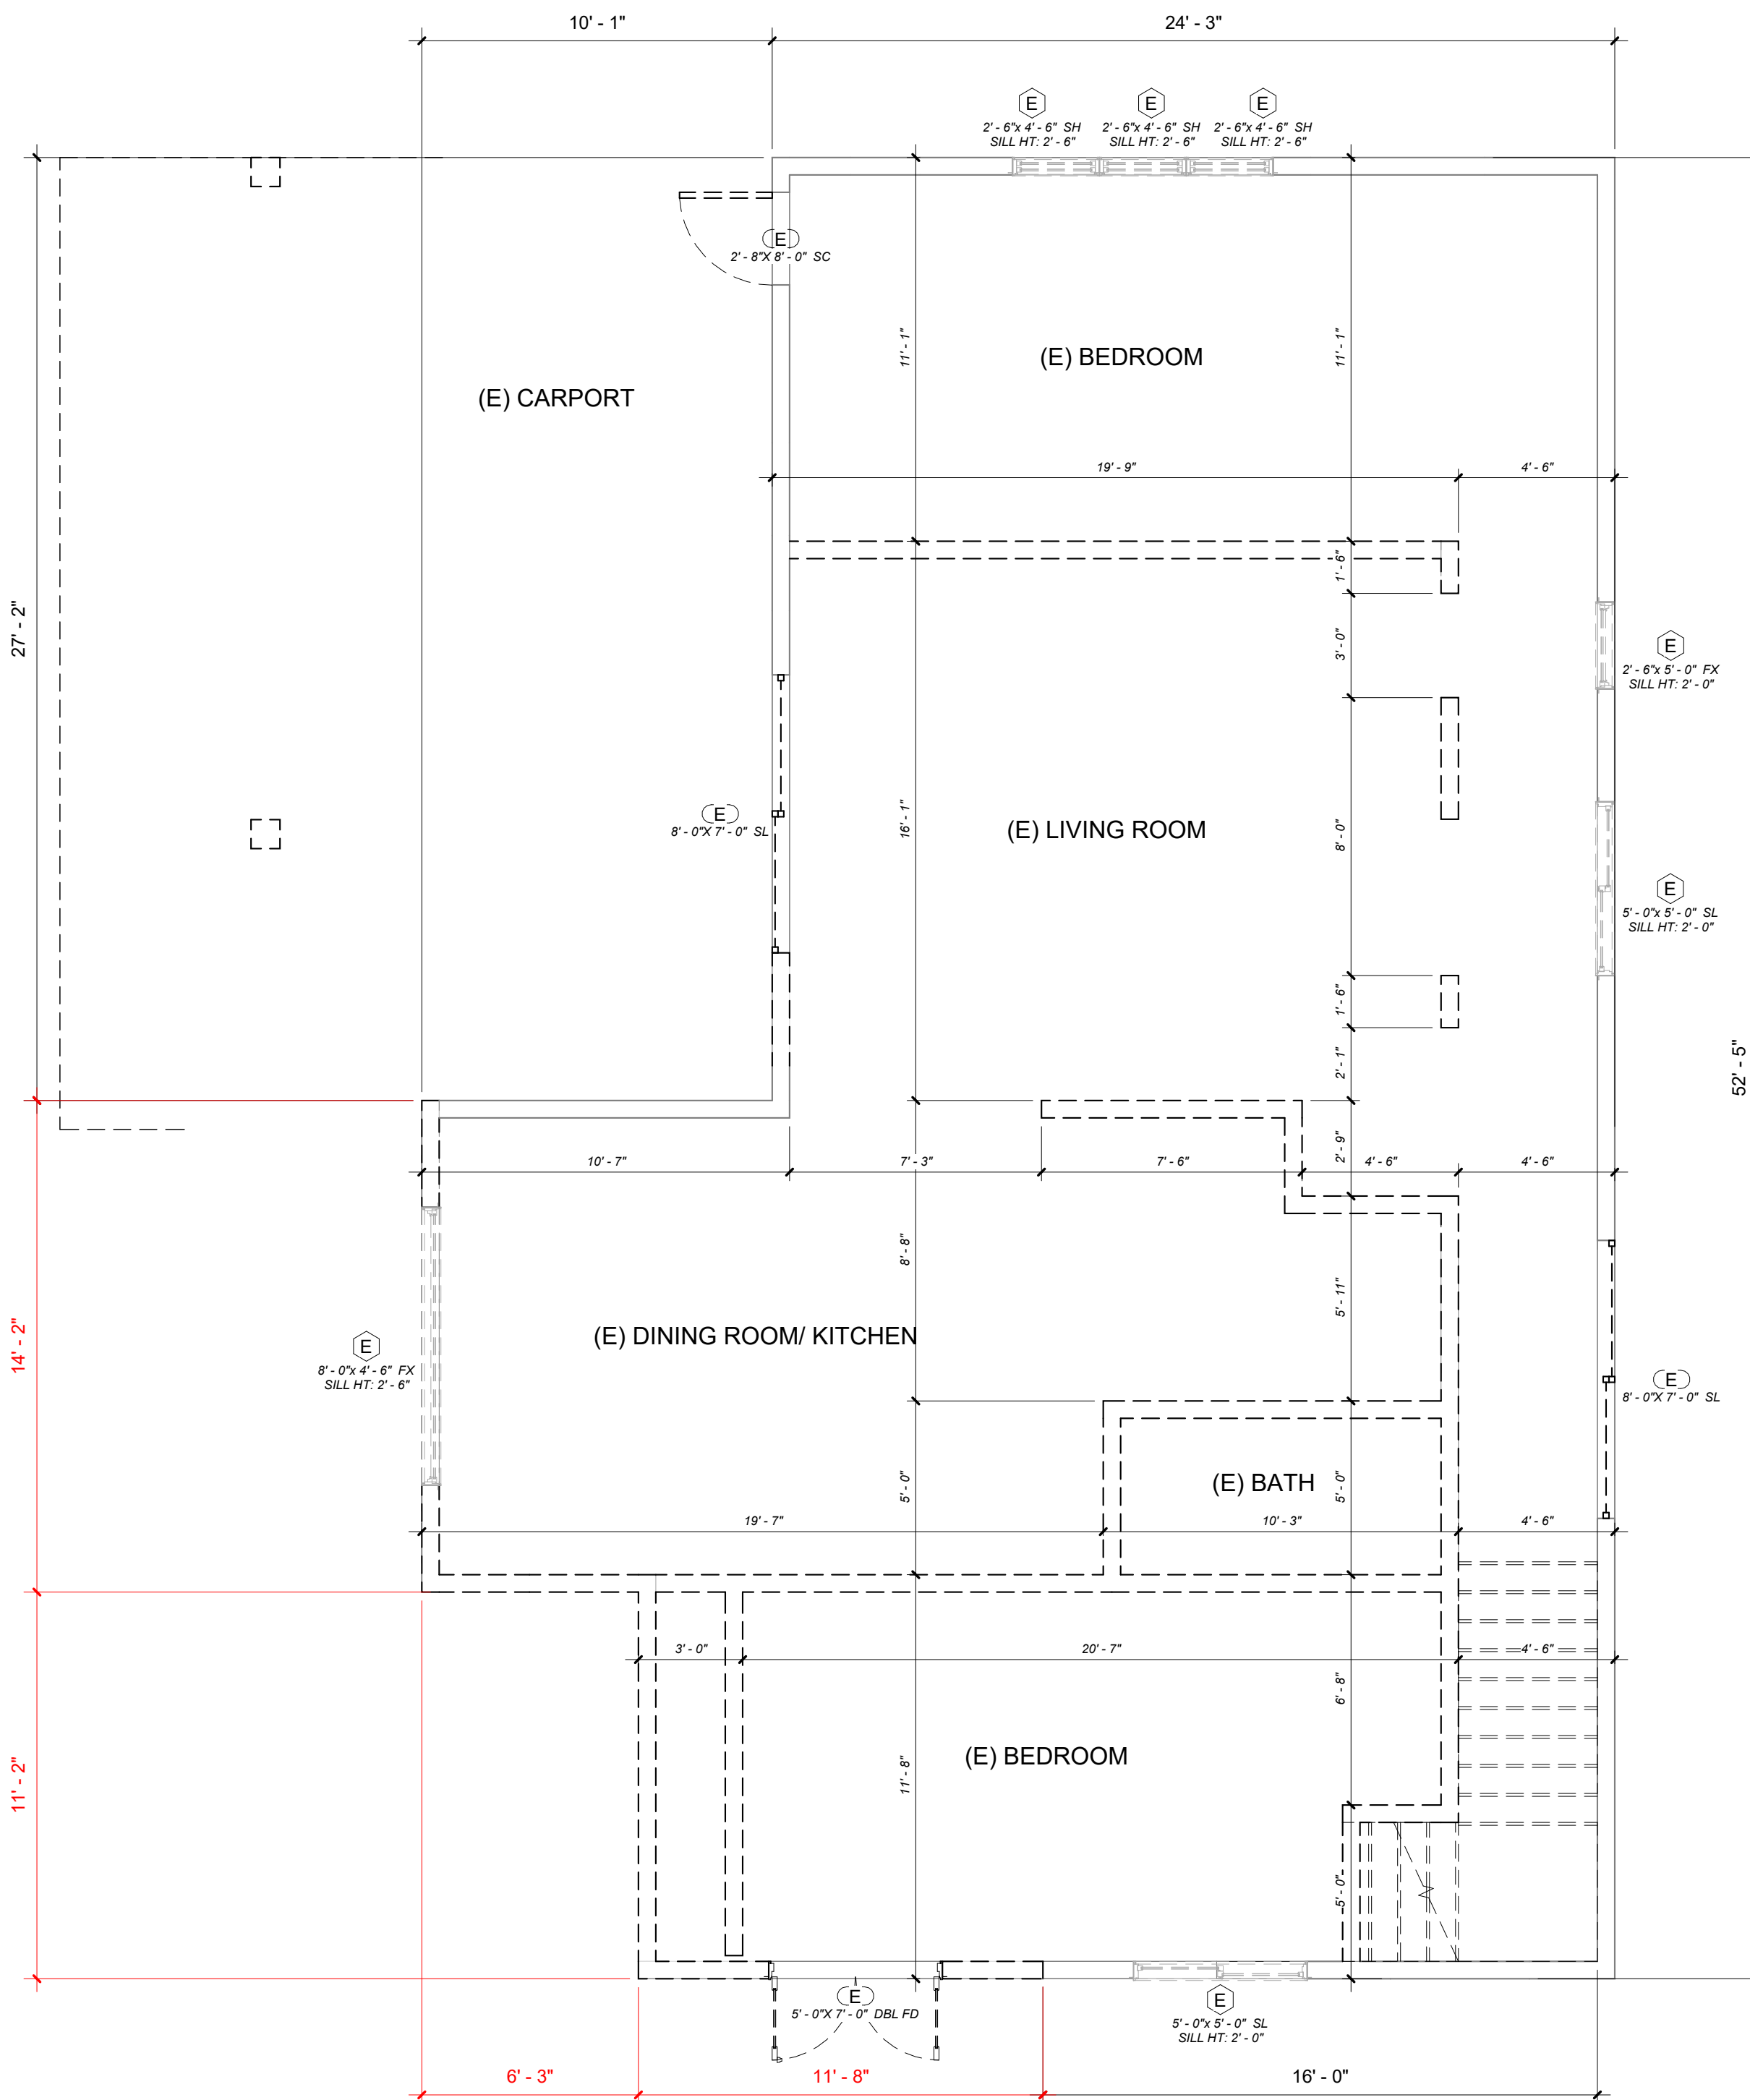 10' - 1"
24' - 3"
E
E
E
2' - 6"x 4' - 6" SH
2' - 6"x 4' - 6" SH
2' - 6"x 4' - 6" SH
SILL HT: 2' - 6"
SILL HT: 2' - 6"
SILL HT: 2' - 6"
E
2' - 8"X 8' - 0" SC
11' - 1"
11' - 1"
(E) BEDROOM
(E) CARPORT
19' - 9"
4' - 6"
1' - 6"
27' - 2"
3' - 0"
E
2' - 6"x 5' - 0" FX
SILL HT: 2' - 0"
E
8' - 0"X 7' - 0" SL
16' - 1"
(E) LIVING ROOM
8' - 0"
E
5' - 0"x 5' - 0" SL
SILL HT: 2' - 0"
1' - 6"
2' - 1"
52' - 5"
2' - 9"
10' - 7"
7' - 3"
7' - 6"
4' - 6"
4' - 6"
8' - 8"
5' - 11"
14' - 2"
(E) DINING ROOM/ KITCHEN
E
8' - 0"x 4' - 6" FX
SILL HT: 2' - 6"
E
8' - 0"X 7' - 0" SL
5' - 0"
(E) BATH
5' - 0"
19' - 7"
10' - 3"
4' - 6"
3' - 0"
20' - 7"
4' - 6"
6' - 8"
(E) BEDROOM
11' - 2"
11' - 8"
5' - 0"
E
5' - 0"X 7' - 0" DBL FD
E
5' - 0"x 5' - 0" SL
SILL HT: 2' - 0"
6' - 3"
11' - 8"
16' - 0"